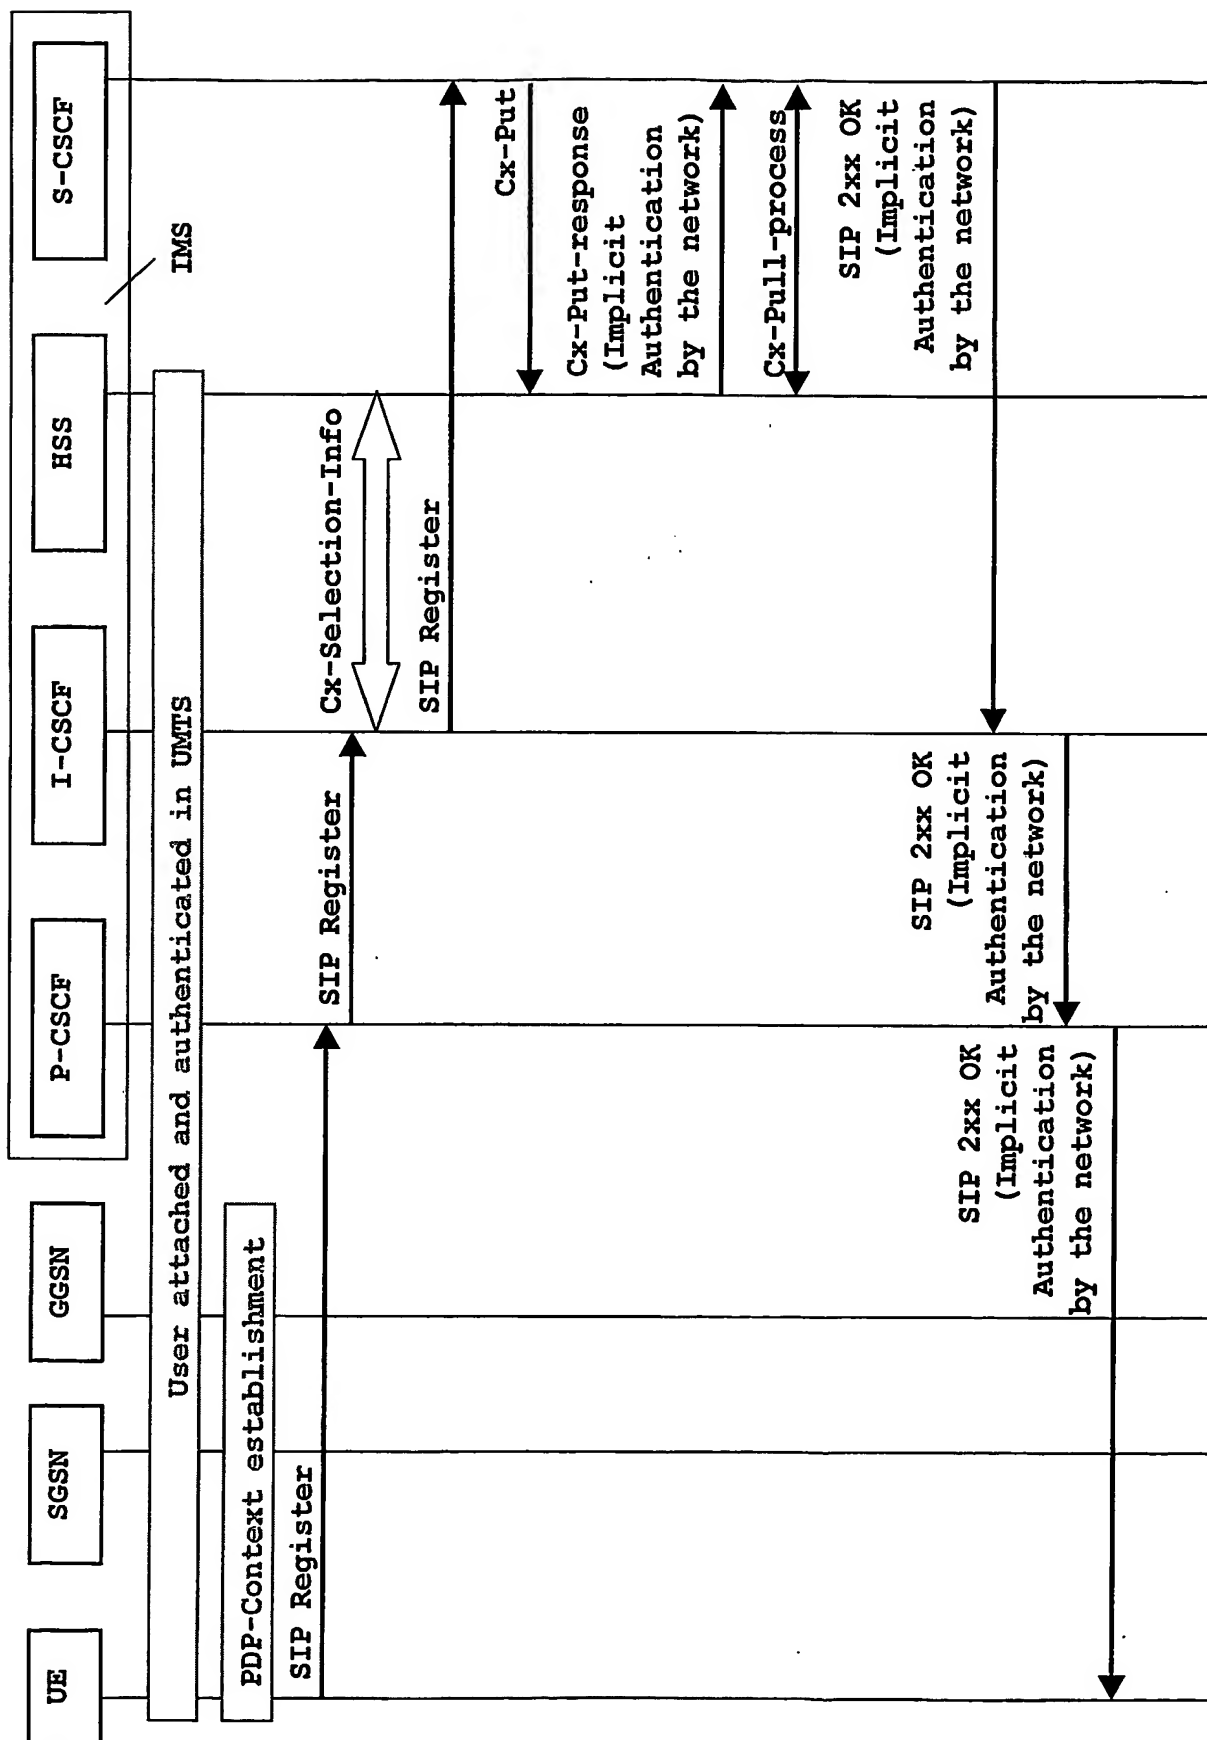 UE
SGSN
GGSN
P-CSCF
I-CSCF
HSS
S-CSCF
IMS
User attached and authenticated in UMTS
PDP-Context establishment
SIP Register
SIP Register
Cx-Selection-Info
SIP Register
Cx-Put
Cx-Put-response
(Implicit
Authentication
by the network)
Cx-Pull-process
SIP 2xx OK
(Implicit
Authentication
by the network)
SIP 2xx OK
(Implicit
Authentication
by the network)
SIP 2xx OK
(Implicit
Authentication
by the network)